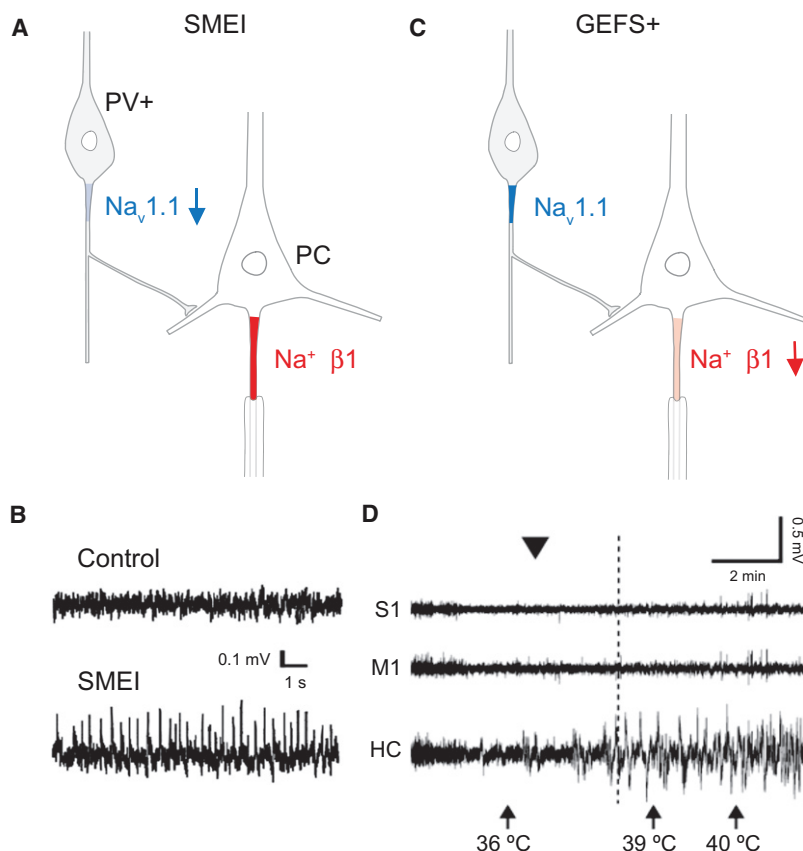 A
SMEI
PV+
Nav1.1 ↓
PC
Na+ β1
C
GEFS+
Nav1.1
Na+ β1 ↓
B
Control
0.1 mV
1 s
SMEI
D
0.5 mV
2 min
S1
M1
HC
36 ºC
39 ºC
40 ºC